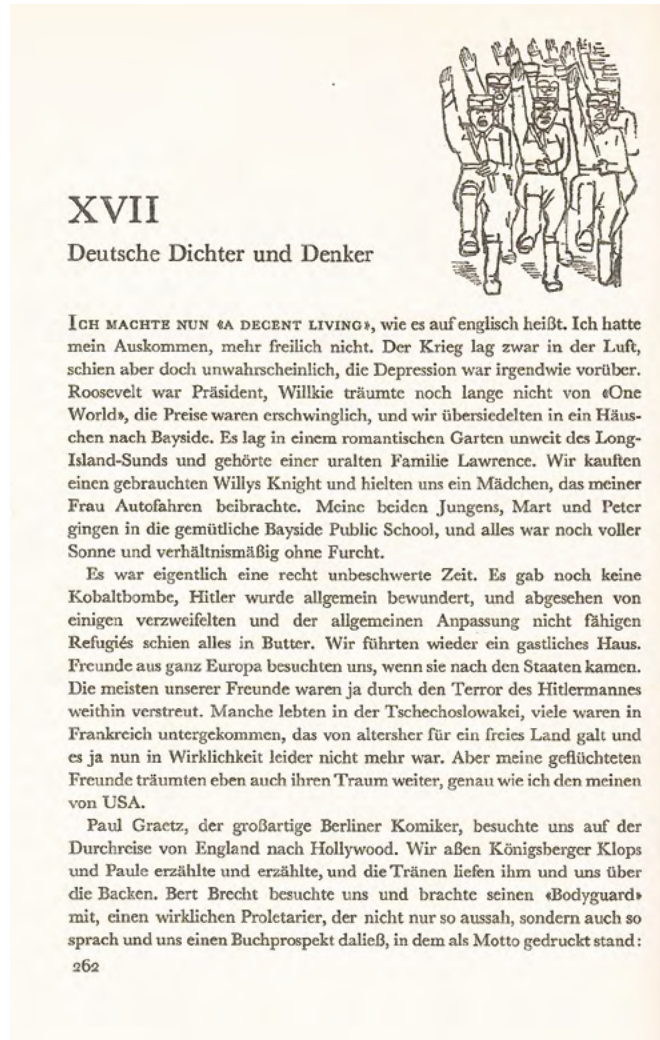 XVII
Deutsche Dichter und Denker
ICH MACHTE NUN «A DECENT LIVING», wie es auf englisch heißt. Ich hatte
mein Auskommen, mehr freilich nicht. Der Krieg lag zwar in der Luft,
schien aber doch unwahrscheinlich, die Depression war irgendwie vorüber.
Roosevelt war Präsident, Willkie träumte noch lange nicht von «One
World», die Preise waren erschwinglich, und wir übersiedelten in ein Häus-
chen nach Bayside. Es lag in einem romantischen Garten unweit des Long-
Island-Sunds und gehörte einer uralten Familie Lawrence. Wir kauften
einen gebrauchten Willys Knight und hielten uns ein Mädchen, das meiner
Frau Autofahren beibrachte. Meine beiden Jungens, Mart und Peter
gingen in die gemütliche Bayside Public School, und alles war noch voller
Sonne und verhältnismäßig ohne Furcht.
Es war eigentlich eine recht unbeschwerte Zeit. Es gab noch keine
Kobaltbombe, Hitler wurde allgemein bewundert, und abgesehen von
einigen verzweifelten und der allgemeinen Anpassung nicht fähigen
Refugiés schien alles in Butter. Wir führten wieder ein gastliches Haus.
Freunde aus ganz Europa besuchten uns, wenn sie nach den Staaten kamen.
Die meisten unserer Freunde waren ja durch den Terror des Hitlermannes
weithin verstreut. Manche lebten in der Tschechoslowakei, viele waren in
Frankreich untergekommen, das von altersher für ein freies Land galt und
es ja nun in Wirklichkeit leider nicht mehr war. Aber meine geflüchteten
Freunde träumten eben auch ihren Traum weiter, genau wie ich den meinen
von USA.
Paul Graetz, der großartige Berliner Komiker, besuchte uns auf der
Durchreise von England nach Hollywood. Wir aßen Königsberger Klops
und Paule erzählte und erzählte, und die Tränen liefen ihm und uns über
die Backen. Bert Brecht besuchte uns und brachte seinen «Bodyguard»
mit, einen wirklichen Proletarier, der nicht nur so aussah, sondern auch so
sprach und uns einen Buchprospekt daließ, in dem als Motto gedruckt stand:
262